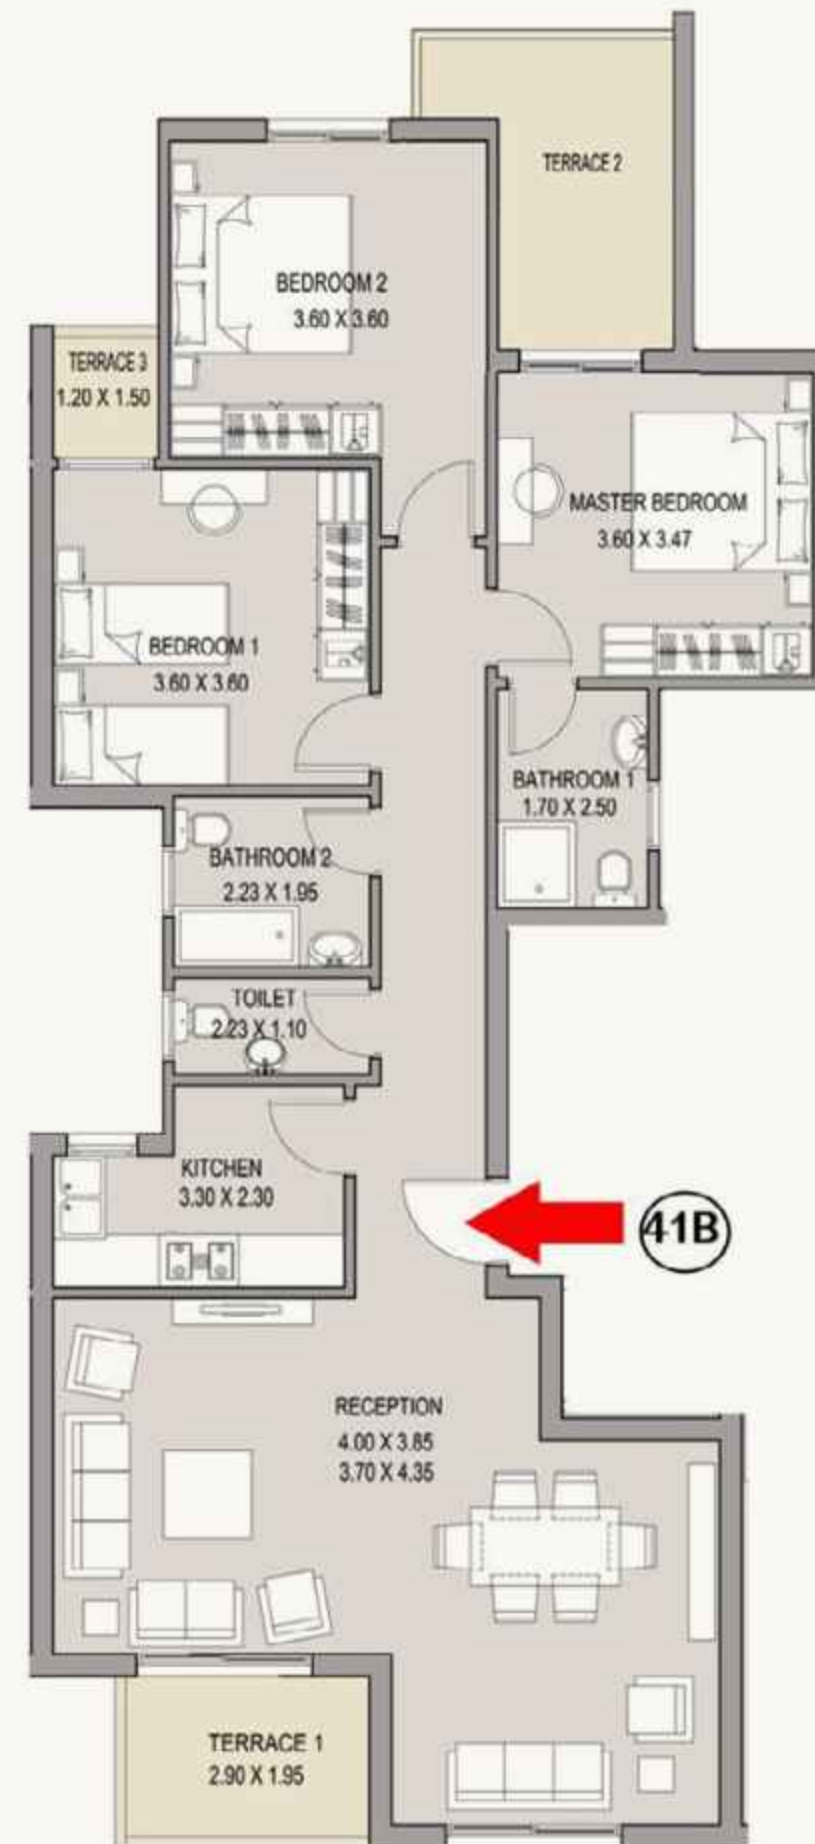 TERRACE 2
BEDROOM 2
3.60 X 3.60
TERRACE 3
1.20 X 1.50
MASTER BEDROOM
3.60 X 3.47
BEDROOM 1
3.60 X 3.60
BATHROOM 1
1.70 X 2.50
BATHROOM 2
2.23 X 1.95
TOILET
2.23 X 1.10
KITCHEN
3.30 X 2.30
41B
RECEPTION
4.00 X 3.85
3.70 X 4.35
TERRACE 1
2.90 X 1.95